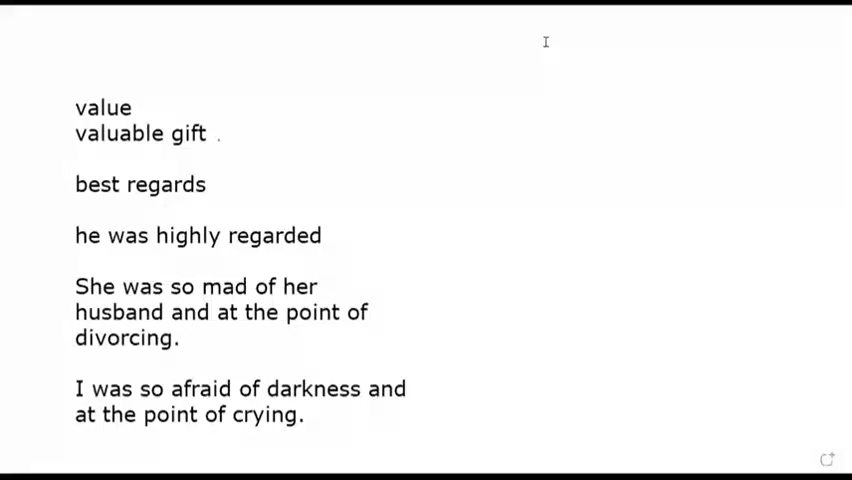 value
valuable gift .
best regards
he was highly regarded
She was so mad of her
husband and at the point of
divorcing.
I was so afraid of darkness and
at the point of crying.